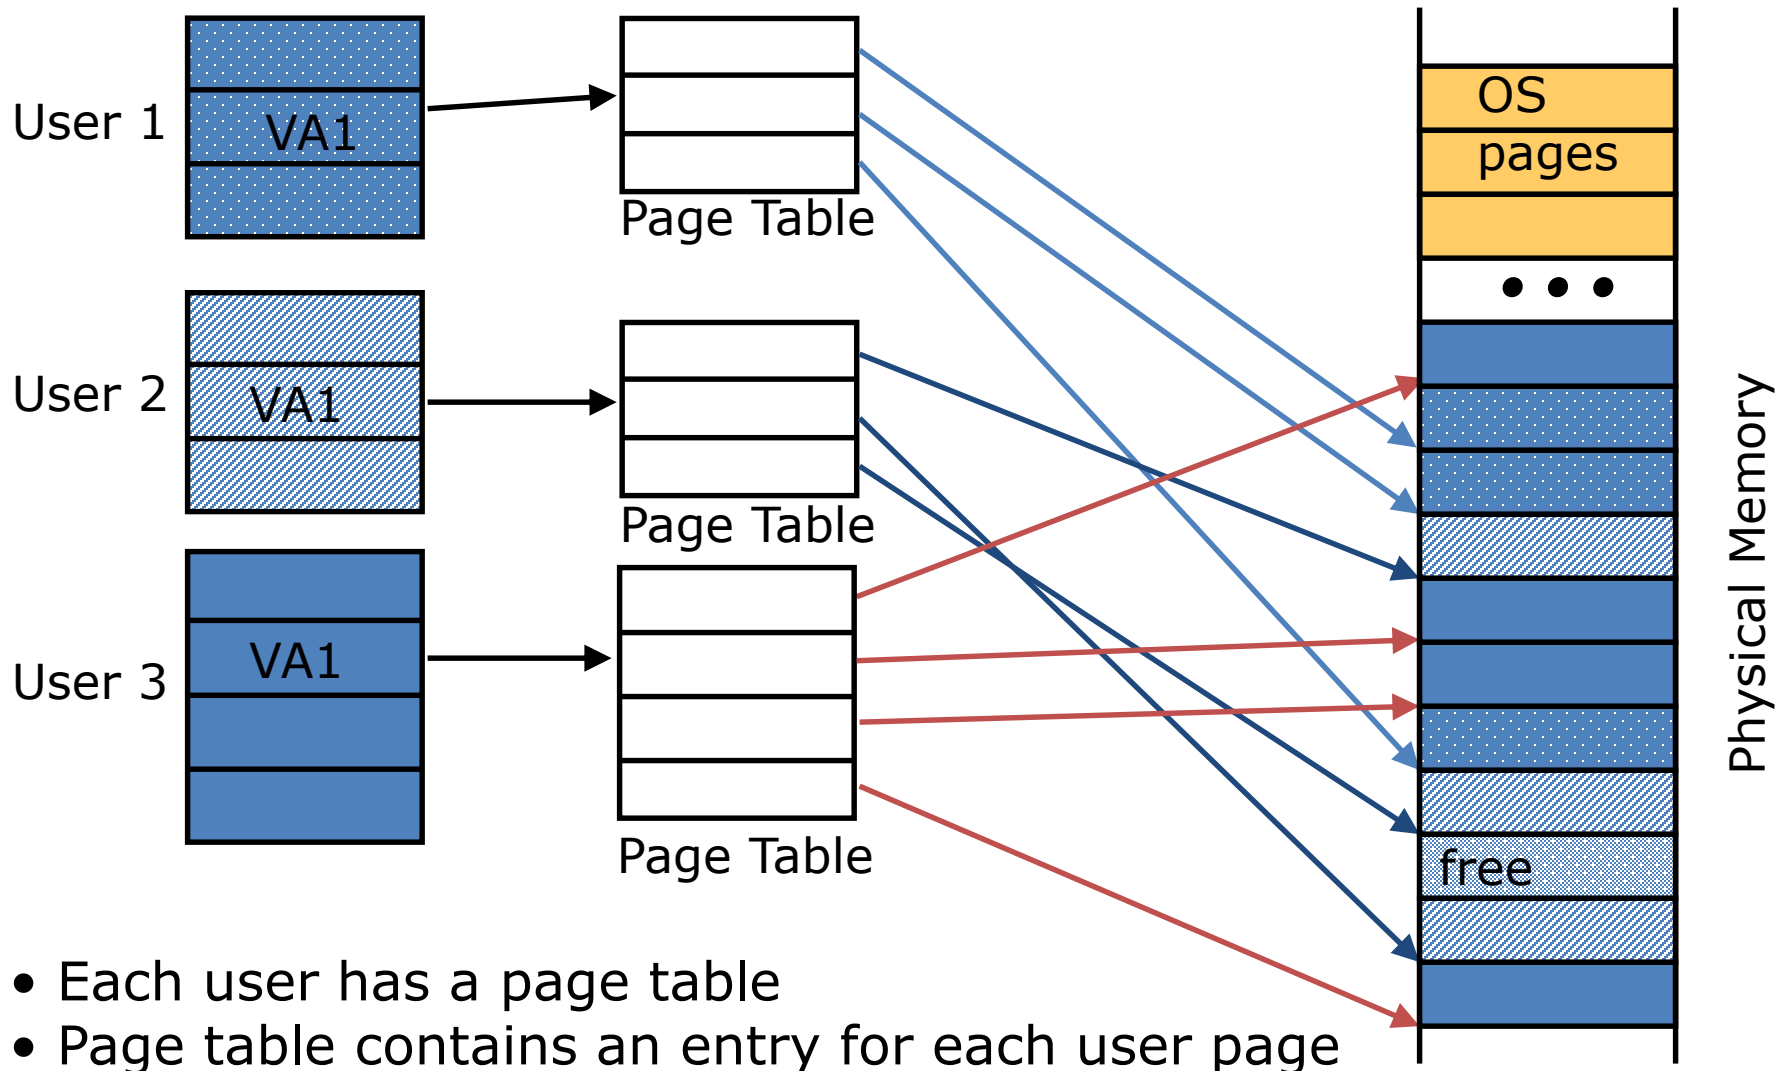 User 1
VA1
Page Table
User 2
VA1
Page Table
User 3
VA1
Page Table
OS
pages
• • •
free
Physical Memory
• Each user has a page table
• Page table contains an entry for each user page